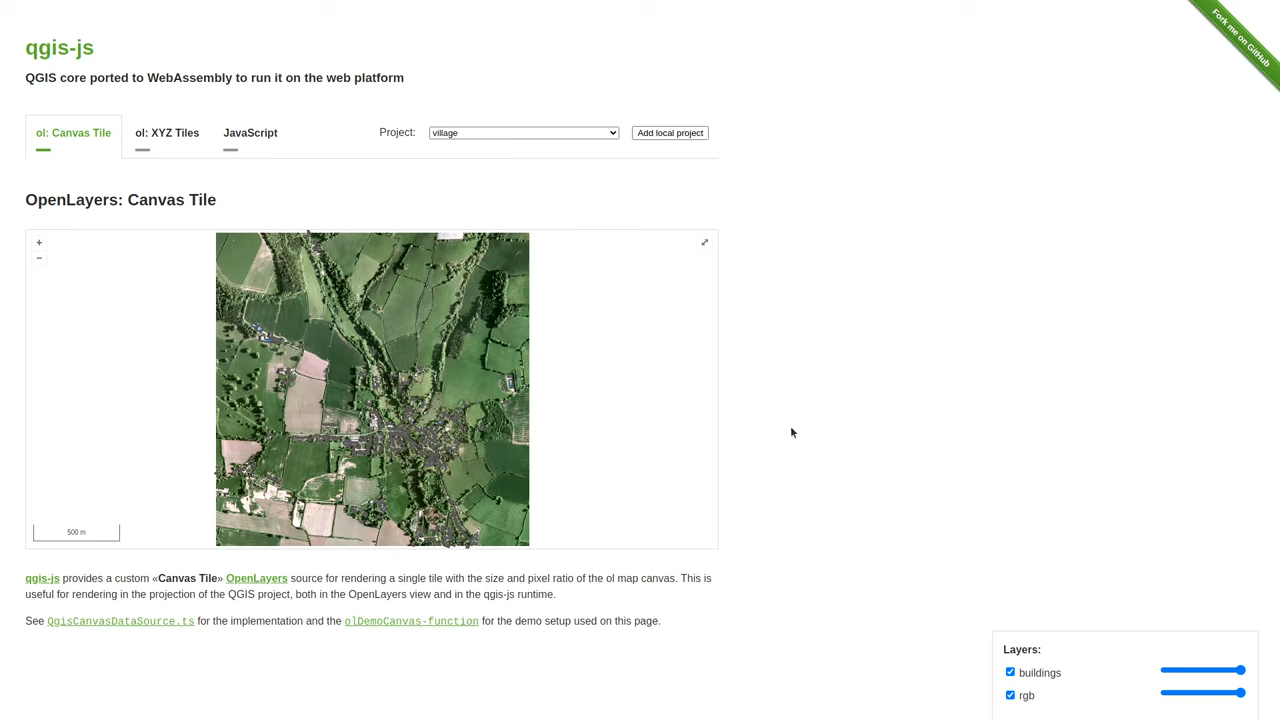 Fork me on GitHub
qgis-js
QGIS core ported to WebAssembly to run it on the web platform
ol: Canvas Tile
ol: XYZ Tiles
JavaScript
Project:
village
Add local project
OpenLayers: Canvas Tile
+
−
500 m
qgis-js provides a custom «Canvas Tile» OpenLayers source for rendering a single tile with the size and pixel ratio of the ol map canvas. This is
useful for rendering in the projection of the QGIS project, both in the OpenLayers view and in the qgis-js runtime.
See QgisCanvasDataSource.ts for the implementation and the olDemoCanvas-function for the demo setup used on this page.
Layers:
buildings
rgb